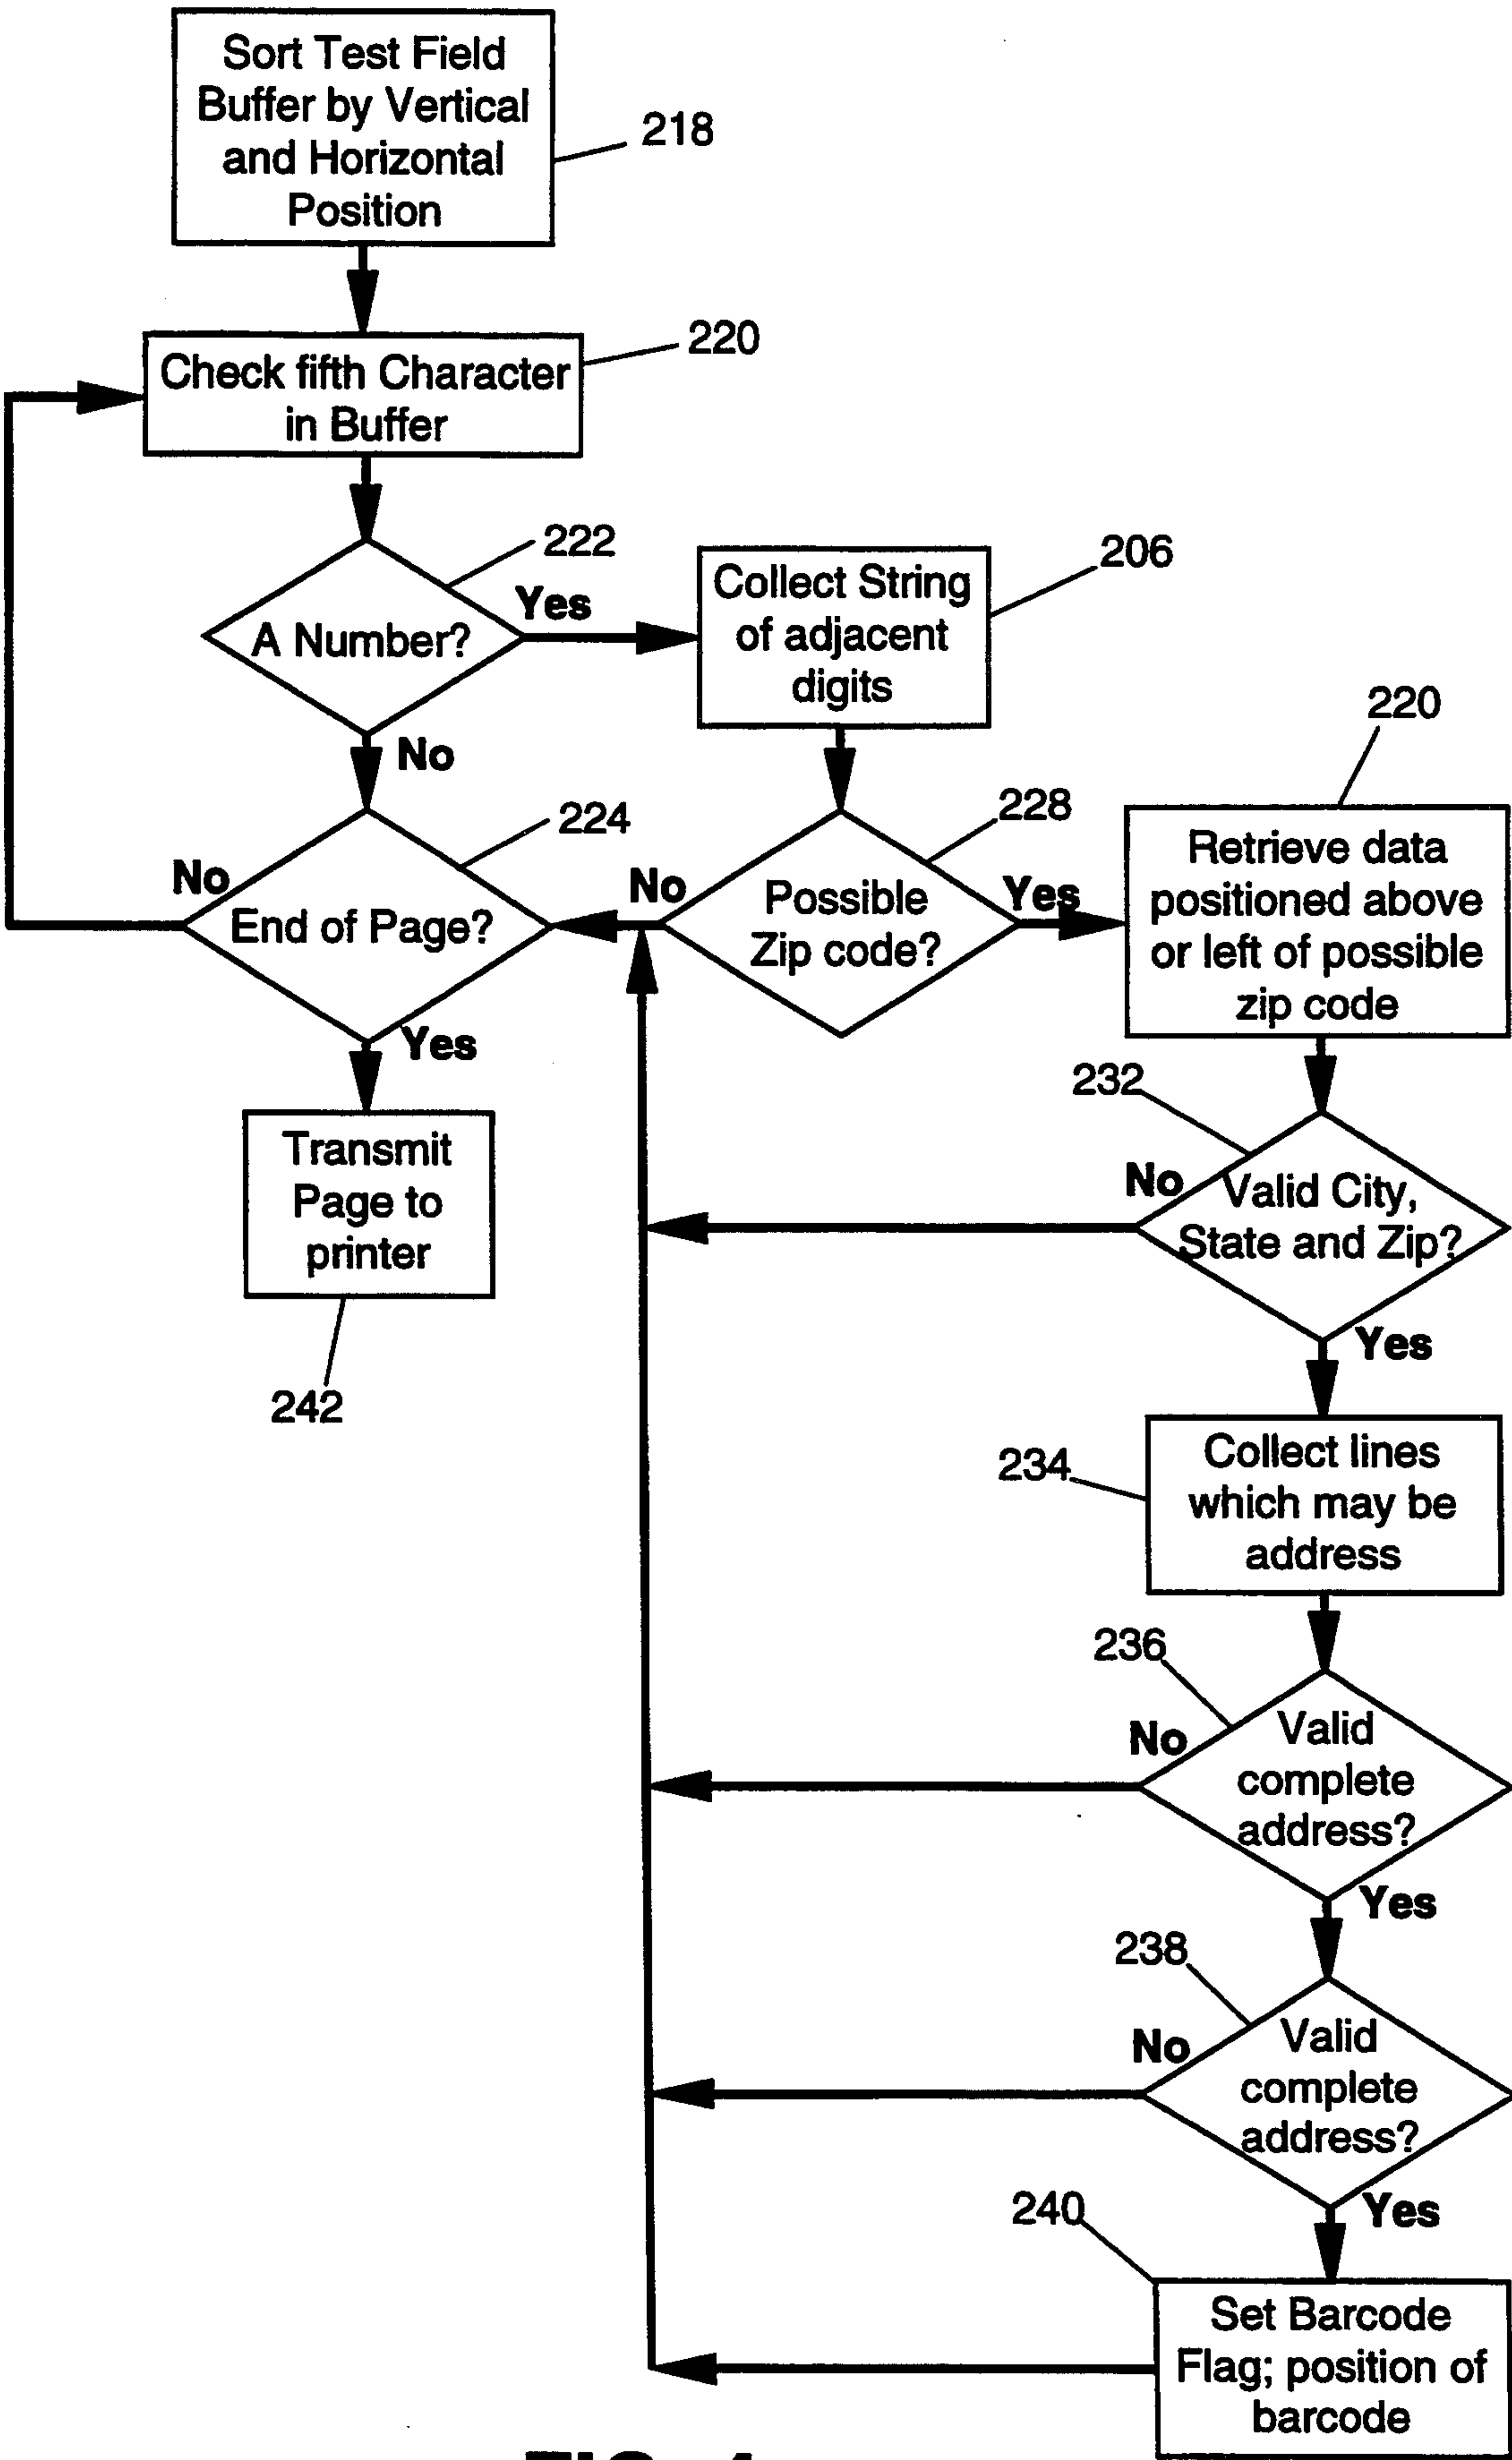 Sort Test Field
Buffer by Vertical
and Horizontal
Position
218
Check fifth Character
in Buffer
220
A Number?
222
Yes
No
Collect String
of adjacent
digits
206
End of Page?
224
No
Yes
Possible
Zip code?
228
No
Yes
Retrieve data
positioned above
or left of possible
zip code
220
Transmit
Page to
printer
242
Valid City,
State and Zip?
232
No
Yes
Collect lines
which may be
address
234
Valid
complete
address?
236
No
Yes
Valid
complete
address?
238
No
Yes
Set Barcode
Flag; position of
barcode
240